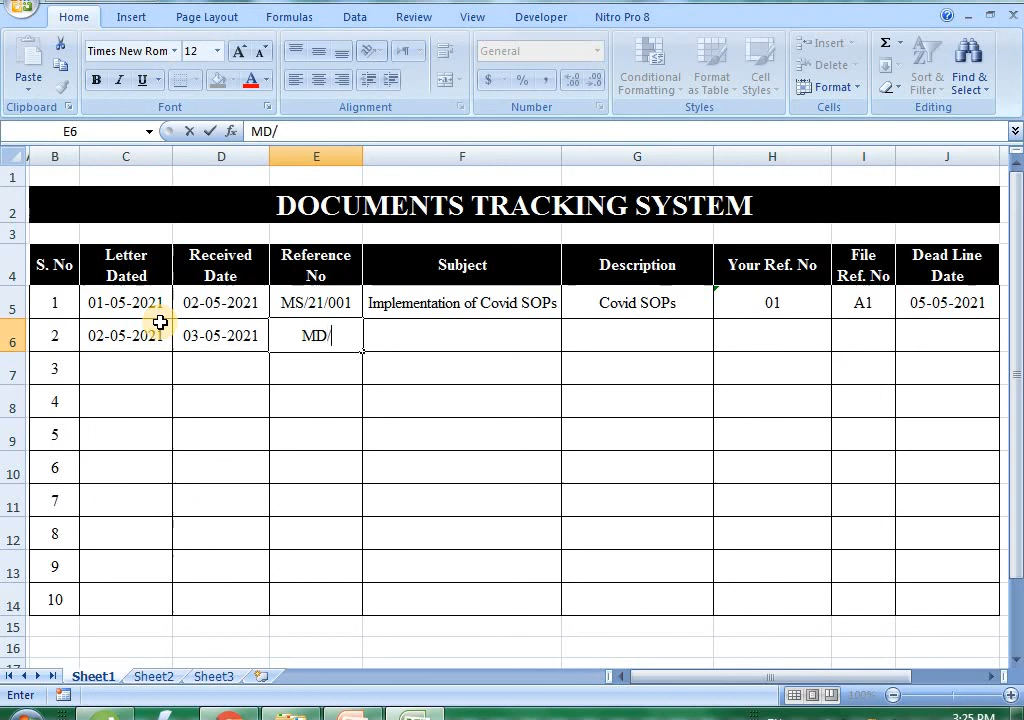 Home Insert Page Layout Formulas Data Review View Developer Nitro Pro 8
Times New Rom 12 A A General
Paste B I U A $ % , Conditional Formatting Format as Table Cell Styles Insert Delete Format Σ Sort & Filter Find & Select
Clipboard Font Alignment Number Styles Cells Editing
E6 fx MD/
B C D E F G H I J
1
2 DOCUMENTS TRACKING SYSTEM
3
4 S. No Letter Dated Received Date Reference No Subject Description Your Ref. No File Ref. No Dead Line Date
5 1 01-05-2021 02-05-2021 MS/21/001 Implementation of Covid SOPs Covid SOPs 01 A1 05-05-2021
6 2 02-05-2021 03-05-2021 MD/
7 3
8 4
9 5
10 6
11 7
12 8
13 9
14 10
15
16
17
Sheet1 Sheet2 Sheet3
Enter 100%
3:25 PM